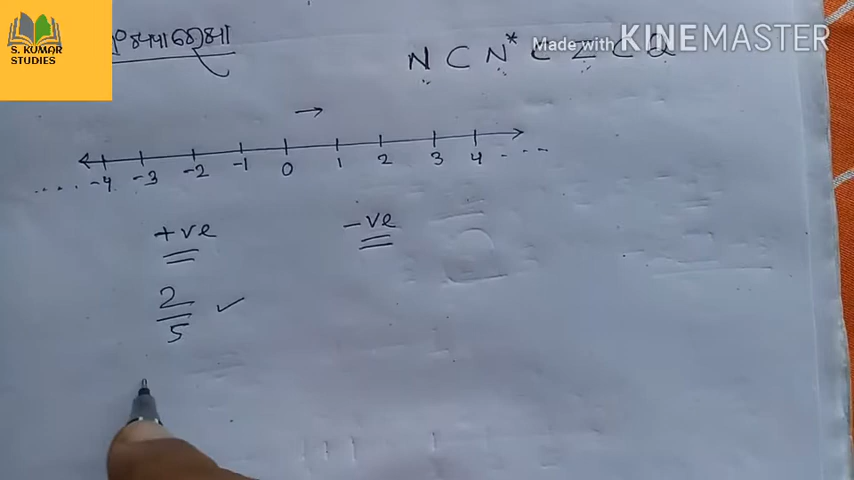 S. KUMAR
STUDIES
N ⊂ N* ⊂ Z ⊂ Q
Made with KINEMASTER
→
.... -4 -3 -2 -1 0 1 2 3 4 ....
+ve -ve
2/5 ✓